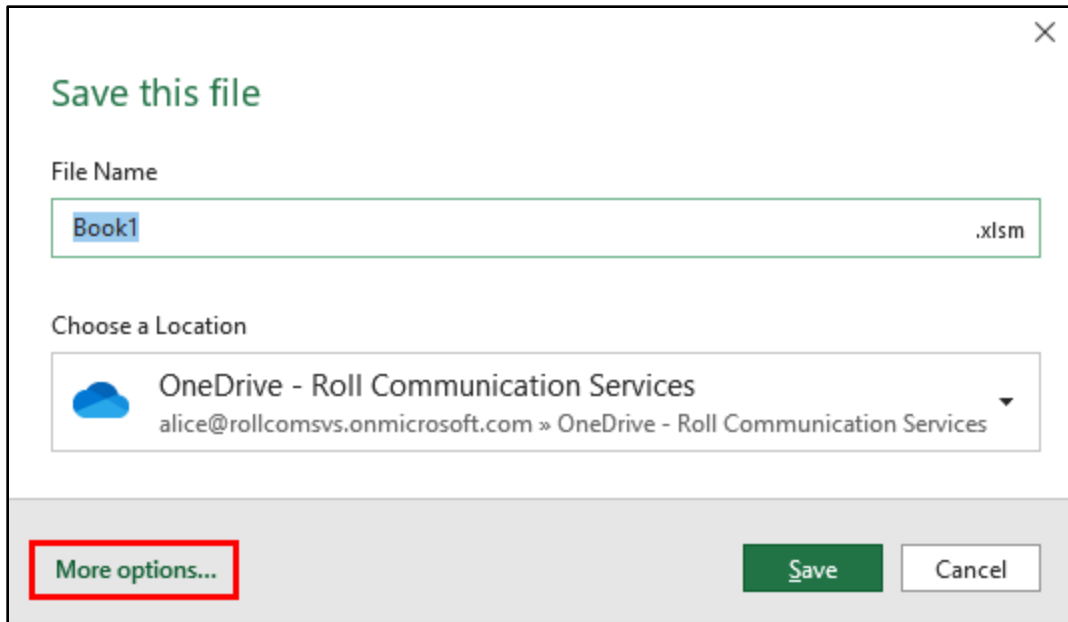 Save this file
File Name
Book1 .xlsm
Choose a Location
OneDrive - Roll Communication Services
alice@rollcomsvs.onmicrosoft.com » OneDrive - Roll Communication Services
More options... Save Cancel